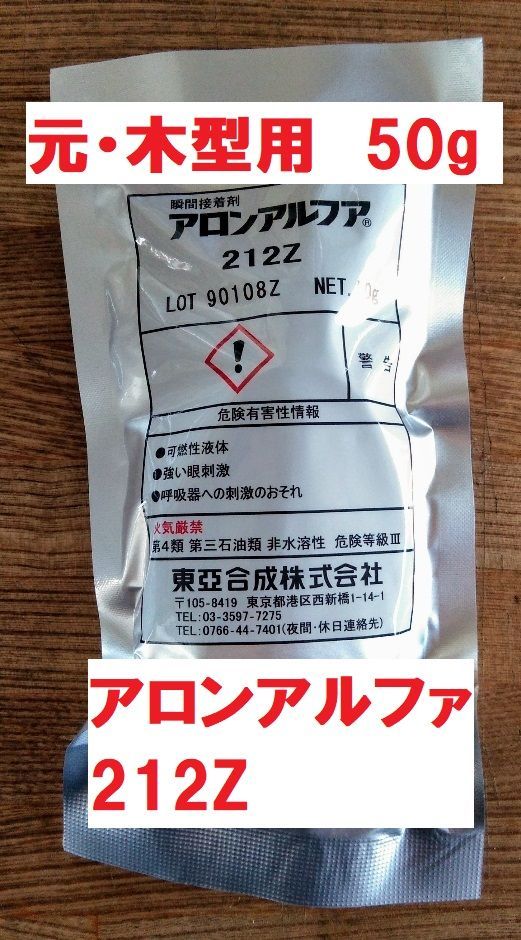 元・木型用 50g
瞬間接着剤
アロンアルファ®
212Z
LOT 90108Z NET. 0g
警告
危険有害性情報
●可燃性液体
●強い眼刺激
●呼吸器への刺激のおそれ
火気厳禁
第4類 第三石油類 非水溶性 危険等級Ⅲ
東亞合成株式会社
〒105-8419 東京都港区西新橋1-14-1
TEL:03-3597-7275
TEL:0766-44-7401(夜間・休日連絡先)
アロンアルファ
212Z